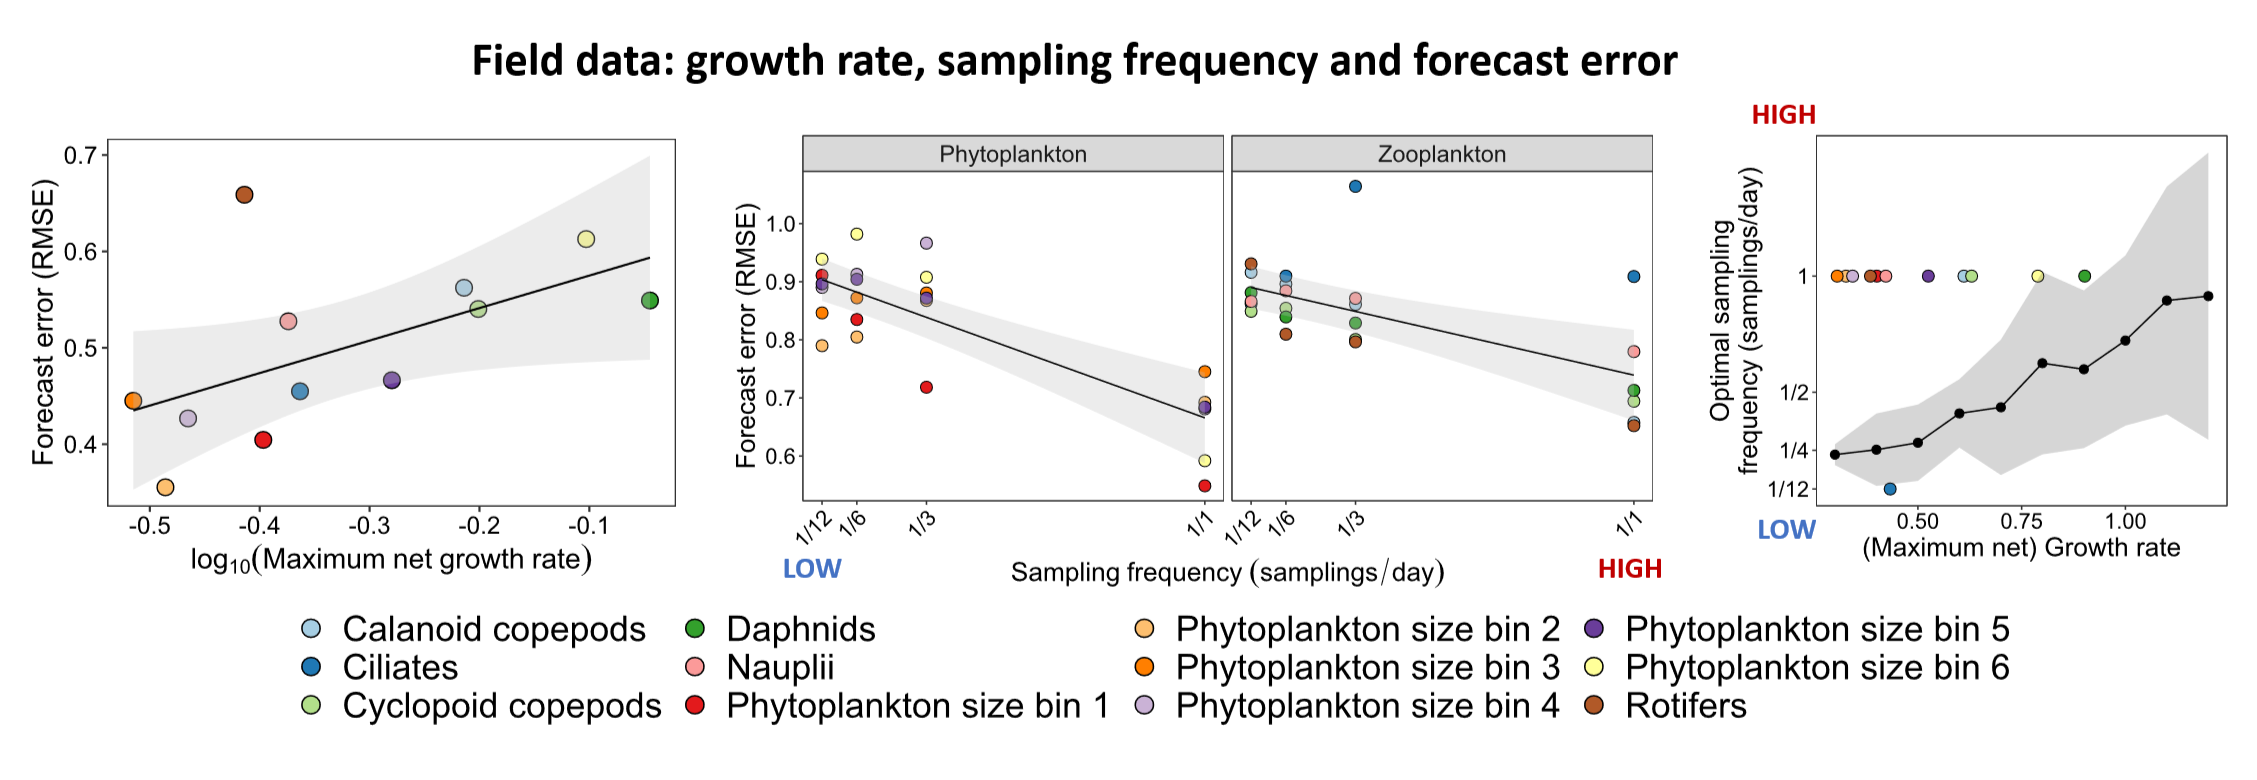 Field data: growth rate, sampling frequency and forecast error
Forecast error (RMSE)
0.7
0.6
0.5
0.4
-0.5 -0.4 -0.3 -0.2 -0.1
log₁₀(Maximum net growth rate)
Phytoplankton Zooplankton
Forecast error (RMSE)
1.0
0.9
0.8
0.7
0.6
1/12 1/6 1/3 1/1 1/12 1/6 1/3 1/1
LOW HIGH
Sampling frequency (samplings/day)
HIGH
Optimal sampling
frequency (samplings/day)
1
1/2
1/4
1/12
LOW
0.50 0.75 1.00
(Maximum net) Growth rate
Calanoid copepods Daphnids Phytoplankton size bin 2 Phytoplankton size bin 5
Ciliates Nauplii Phytoplankton size bin 3 Phytoplankton size bin 6
Cyclopoid copepods Phytoplankton size bin 1 Phytoplankton size bin 4 Rotifers